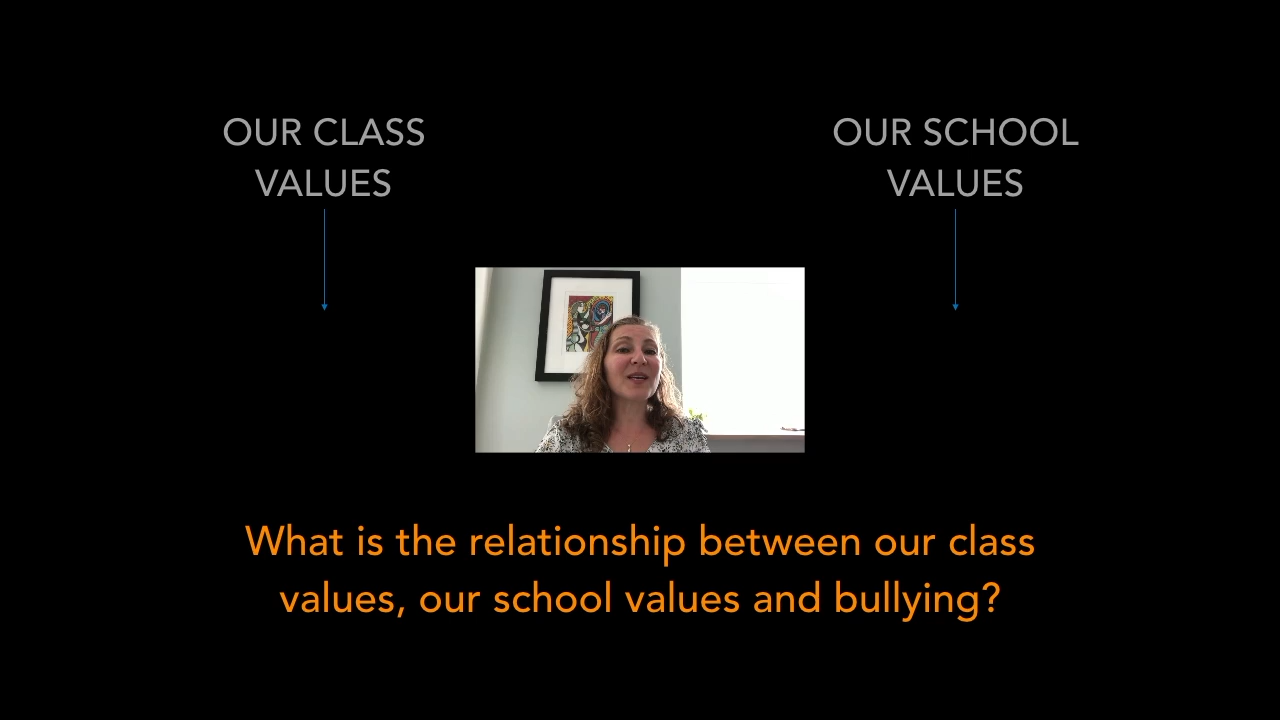 OUR CLASS
VALUES
OUR SCHOOL
VALUES
What is the relationship between our class
values, our school values and bullying?